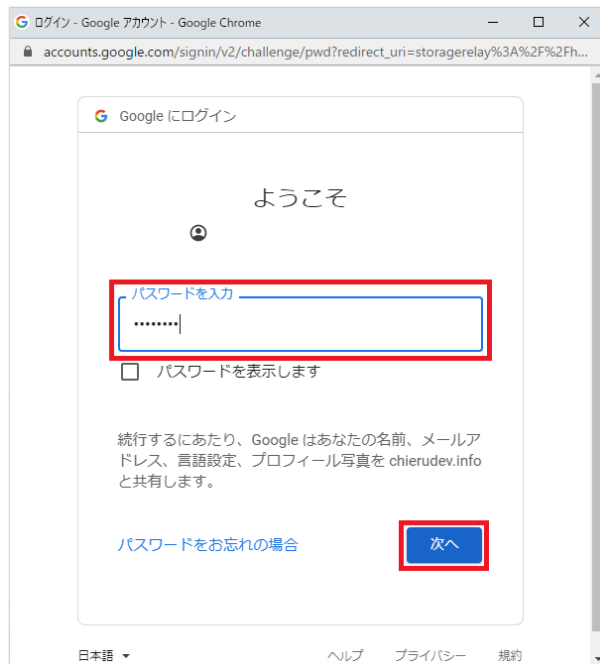 ログイン - Google アカウント - Google Chrome
accounts.google.com/signin/v2/challenge/pwd?redirect_uri=storagerelay%3A%2F%2Fh...
Google にログイン
ようこそ
パスワードを入力
••••••••
パスワードを表示します
続行するにあたり、Google はあなたの名前、メールア
ドレス、言語設定、プロフィール写真を chierudev.info
と共有します。
パスワードをお忘れの場合
次へ
日本語 ヘルプ プライバシー 規約